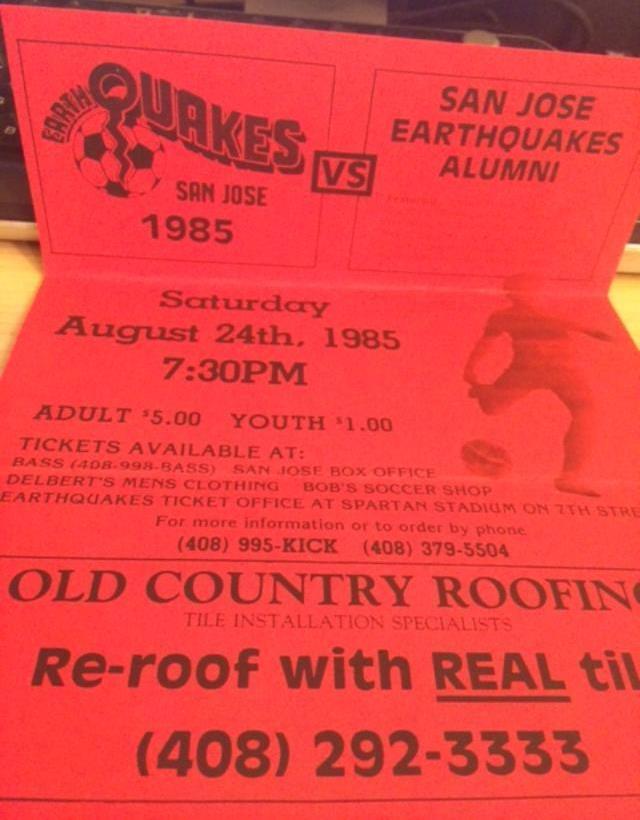 EARTH QUAKES
SAN JOSE
1985
VS
SAN JOSE
EARTHQUAKES
ALUMNI
Saturday
August 24th, 1985
7:30PM
ADULT $5.00 YOUTH $1.00
TICKETS AVAILABLE AT:
BASS (408-998-BASS) SAN JOSE BOX OFFICE
DELBERT'S MENS CLOTHING BOB'S SOCCER SHOP
EARTHQUAKES TICKET OFFICE AT SPARTAN STADIUM ON 7TH STRE
For more information or to order by phone
(408) 995-KICK (408) 379-5504
OLD COUNTRY ROOFING
TILE INSTALLATION SPECIALISTS
Re-roof with REAL til
(408) 292-3333